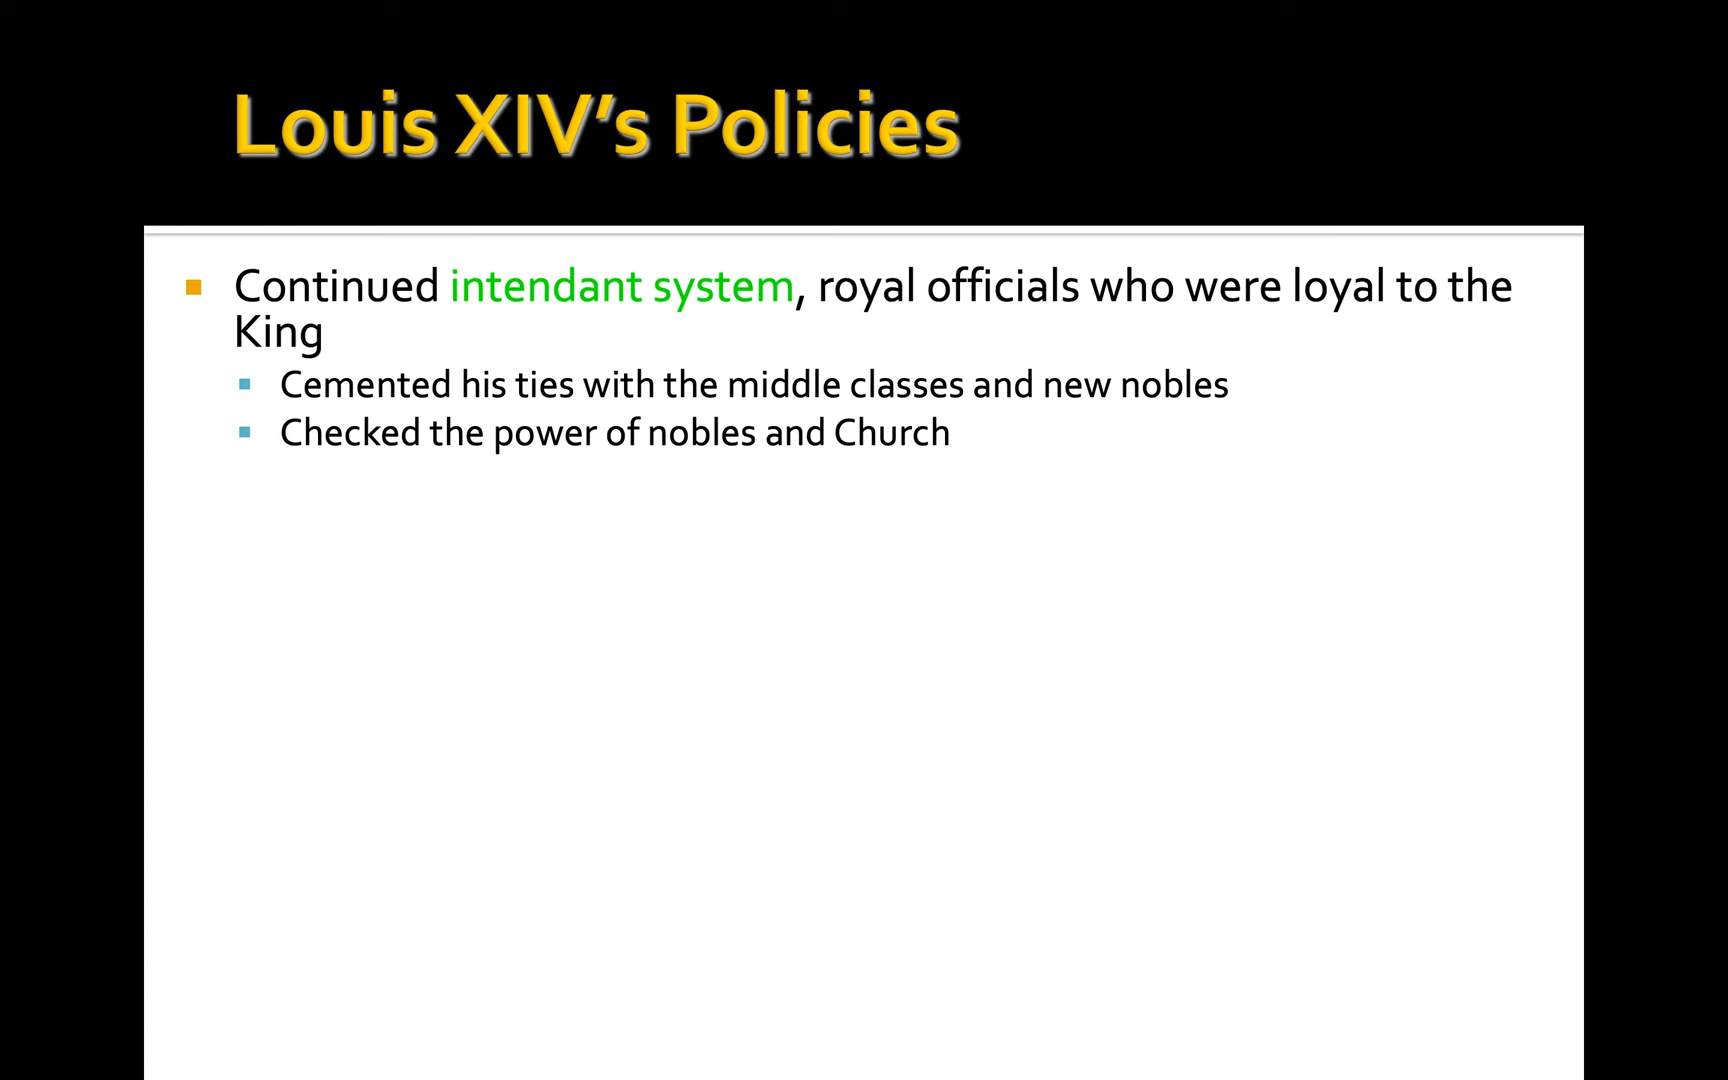 Louis XIV’s Policies
Continued intendant system, royal officials who were loyal to the
King
Cemented his ties with the middle classes and new nobles
Checked the power of nobles and Church